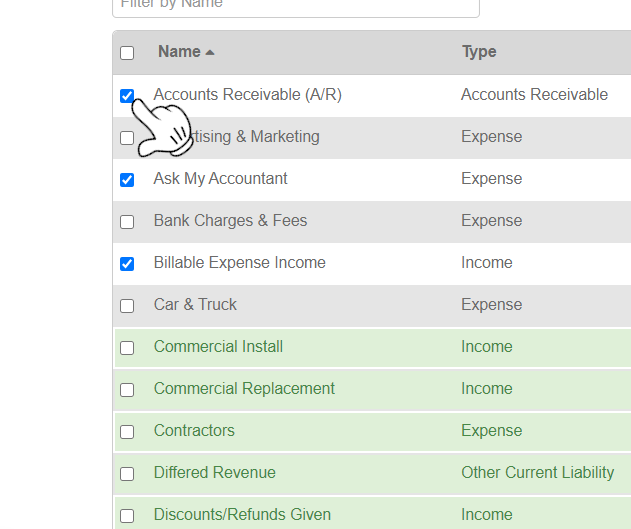 Filter by Name
Name Type
Accounts Receivable (A/R) Accounts Receivable
rtising & Marketing Expense
Ask My Accountant Expense
Bank Charges & Fees Expense
Billable Expense Income Income
Car & Truck Expense
Commercial Install Income
Commercial Replacement Income
Contractors Expense
Differed Revenue Other Current Liability
Discounts/Refunds Given Income